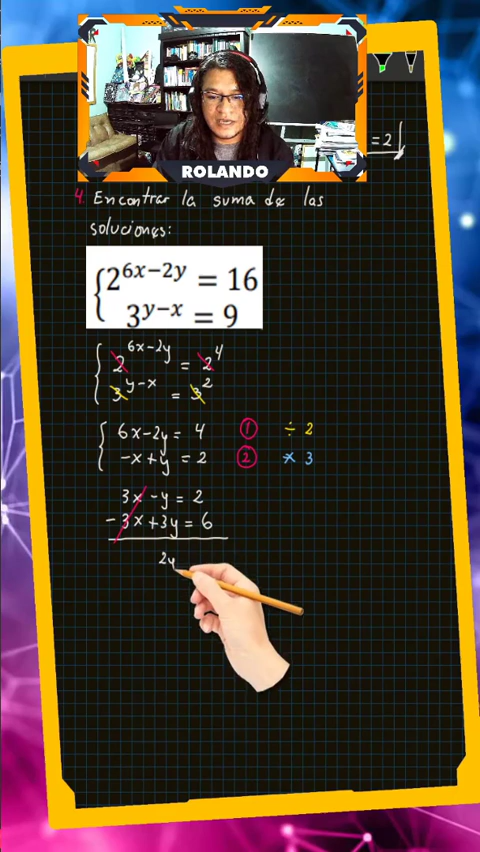 ROLANDO
=2
4. Encontrar la suma de las
soluciones:
2^{6x−2y} = 16
3^{y−x} = 9
2^{6x-2y} = 2^4
3^{y-x} = 3^2
6x-2y = 4 ① ÷ 2
-x+y = 2 ② × 3
3x -y = 2
-3x+3y = 6
2y